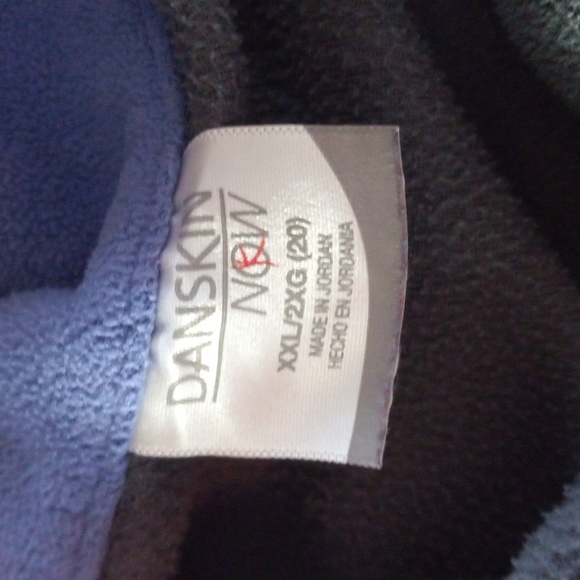 DANSKIN
NOW
XXL/2XG (20)
MADE IN JORDAN
HECHO EN JORDANIA